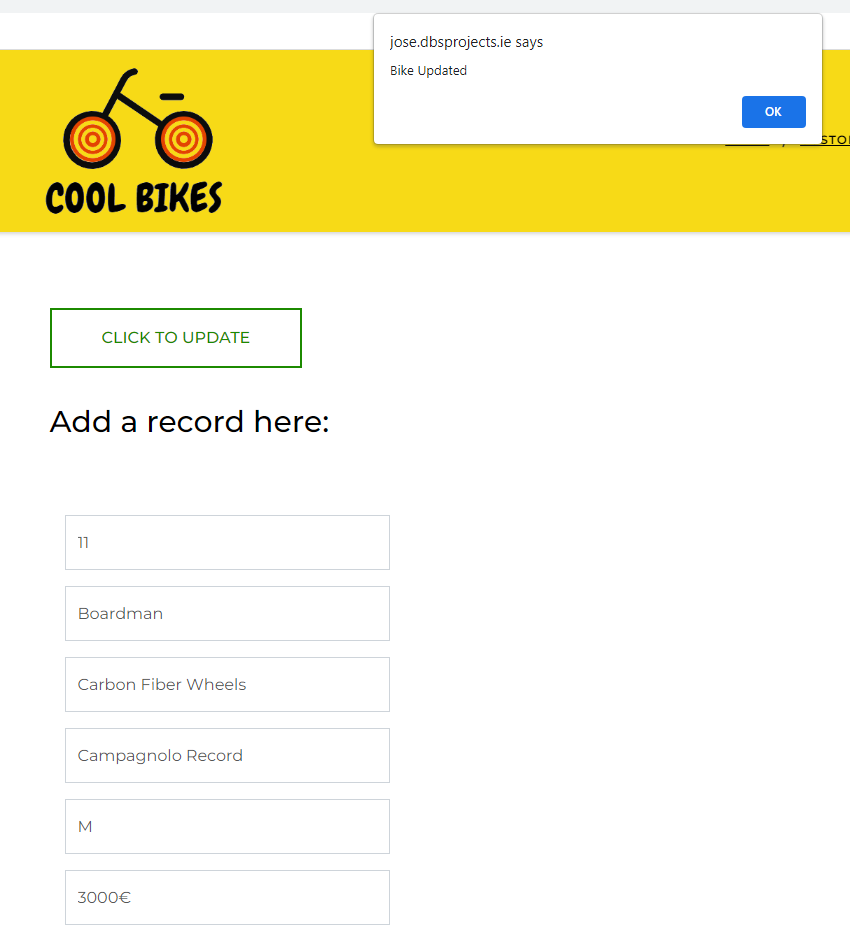 jose.dbsprojects.ie says
Bike Updated
OK
COOL BIKES
CLICK TO UPDATE
Add a record here:
11
Boardman
Carbon Fiber Wheels
Campagnolo Record
M
3000€